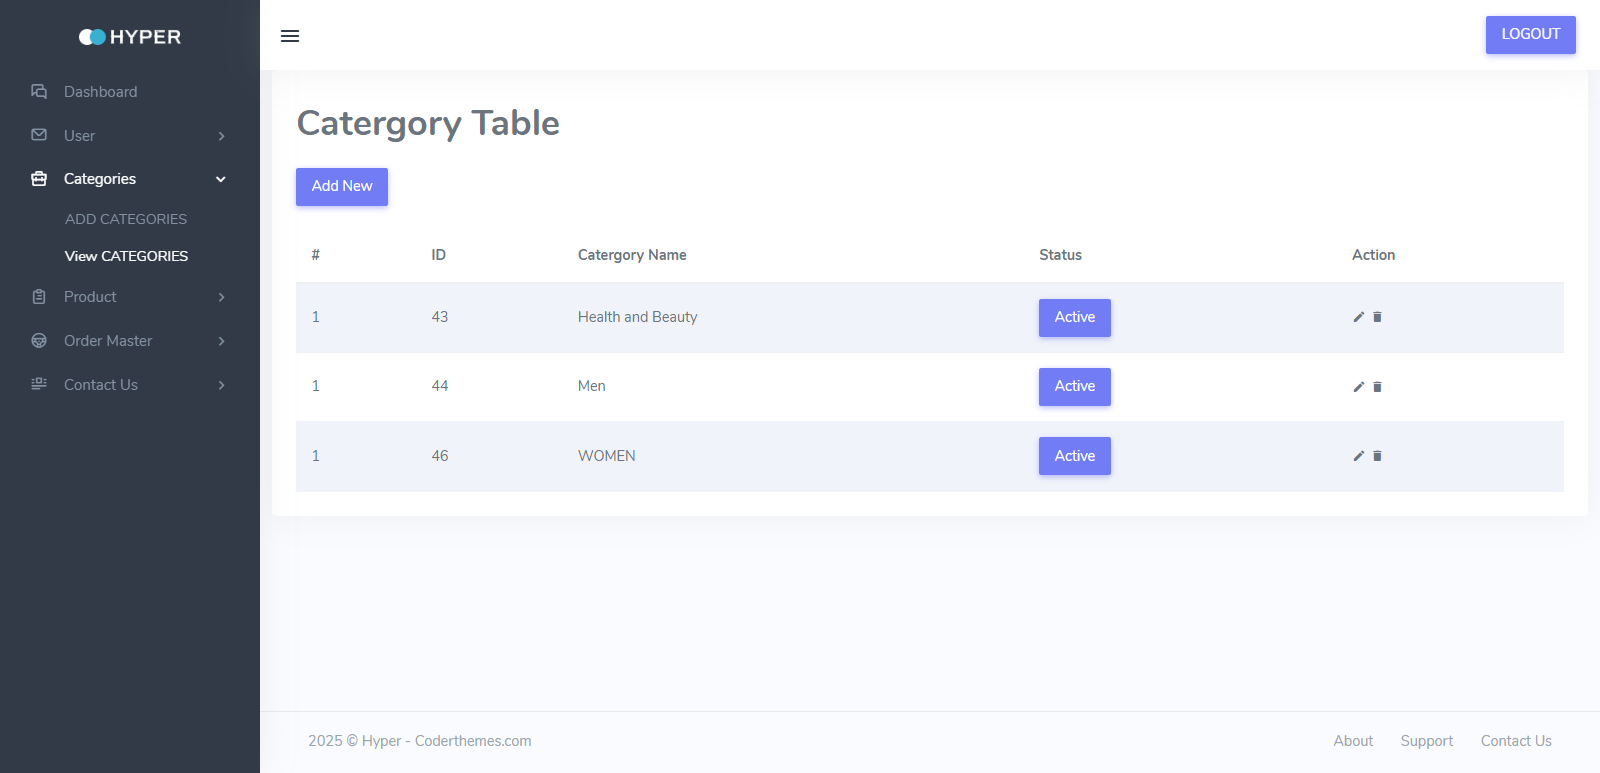 HYPER
LOGOUT
Dashboard
User
Categories
ADD CATEGORIES
View CATEGORIES
Product
Order Master
Contact Us
Catergory Table
Add New
# ID Catergory Name Status Action
1 43 Health and Beauty Active
1 44 Men Active
1 46 WOMEN Active
2025 © Hyper - Coderthemes.com About Support Contact Us